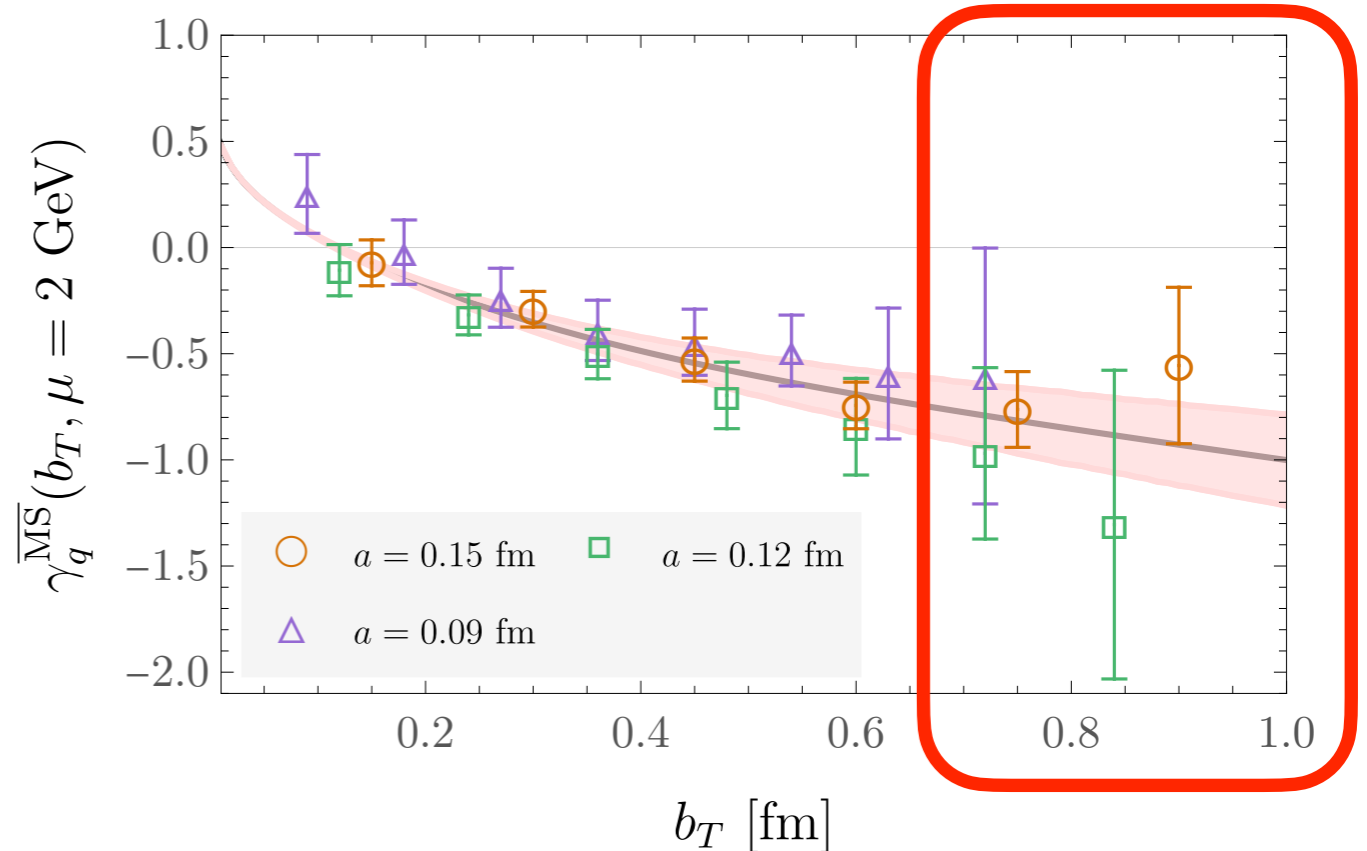 γ_q^{\overline{MS}}(b_T, μ = 2 GeV)
1.0
0.5
0.0
−0.5
−1.0
−1.5
−2.0
a = 0.15 fm
a = 0.12 fm
a = 0.09 fm
0.2
0.4
0.6
0.8
1.0
b_T [fm]